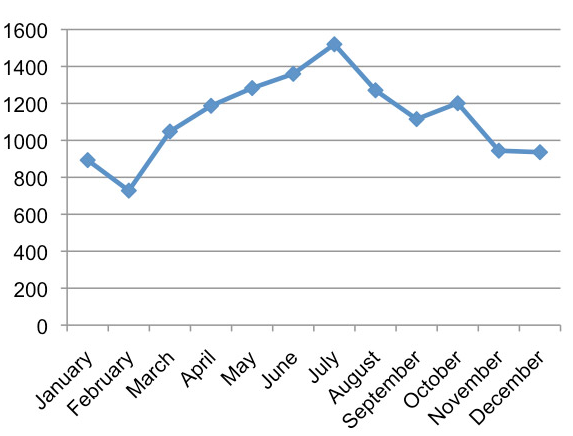 1600
1400
1200
1000
800
600
400
200
0
January
February
March
April
May
June
July
August
September
October
November
December